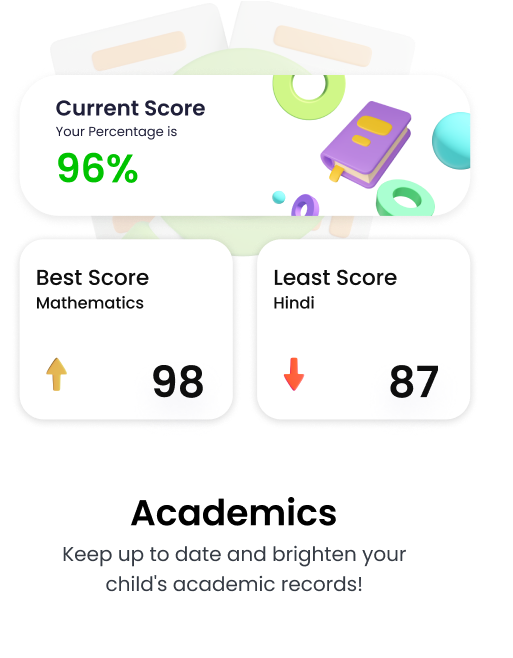 Current Score
Your Percentage is
96%
Best Score
Mathematics
98
Least Score
Hindi
87
Academics
Keep up to date and brighten your
child's academic records!